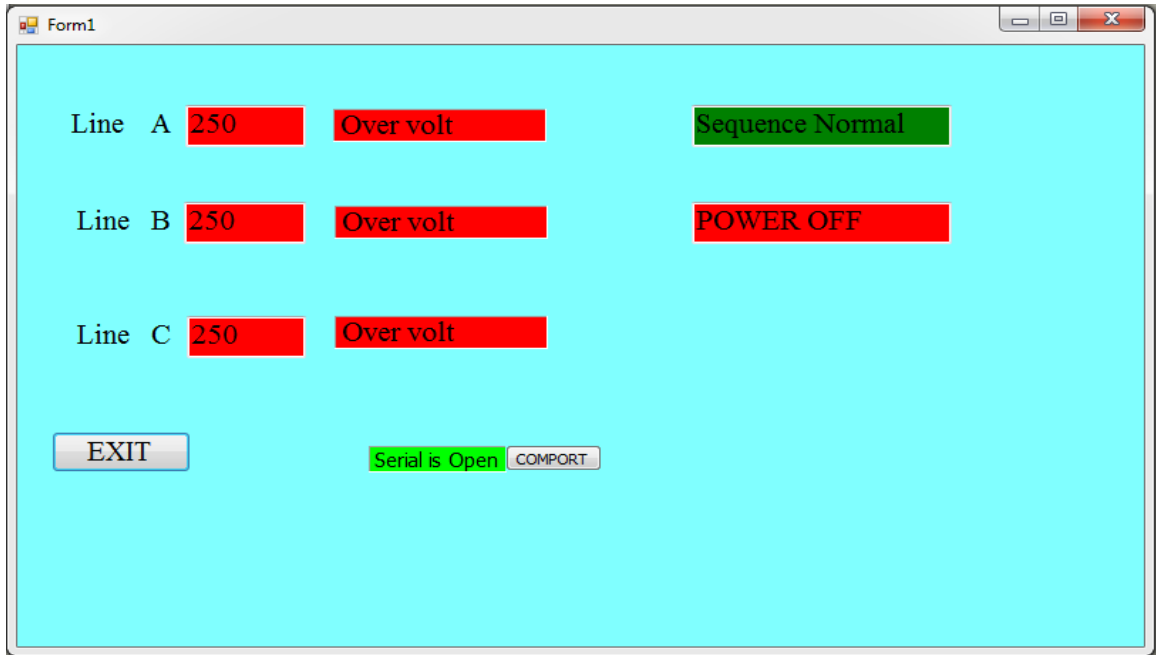 Form1
Line A 250 Over volt Sequence Normal
Line B 250 Over volt POWER OFF
Line C 250 Over volt
EXIT Serial is Open COMPORT